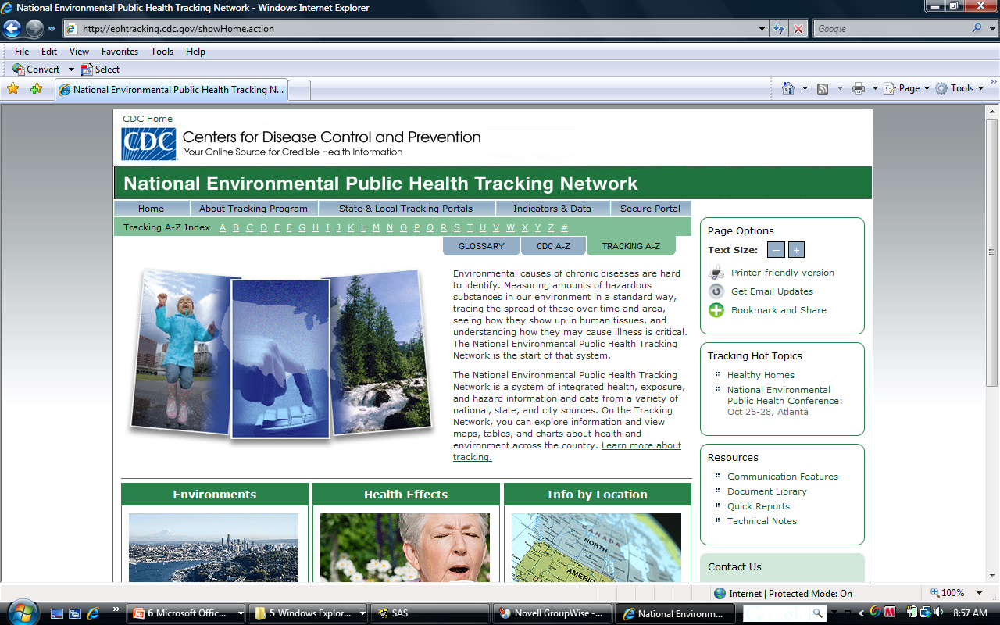 National Environmental Public Health Tracking Network - Windows Internet Explorer
http://ephtracking.cdc.gov/showHome.action
Google
File Edit View Favorites Tools Help
Convert Select
National Environmental Public Health Tracking N...
Page Tools
CDC Home
CDC
Centers for Disease Control and Prevention
Your Online Source for Credible Health Information
National Environmental Public Health Tracking Network
Home About Tracking Program State & Local Tracking Portals Indicators & Data Secure Portal
Tracking A-Z Index A B C D E F G H I J K L M N O P Q R S T U V W X Y Z #
GLOSSARY CDC A-Z TRACKING A-Z
Environmental causes of chronic diseases are hard
to identify. Measuring amounts of hazardous
substances in our environment in a standard way,
tracing the spread of these over time and area,
seeing how they show up in human tissues, and
understanding how they may cause illness is critical.
The National Environmental Public Health Tracking
Network is the start of that system.
The National Environmental Public Health Tracking
Network is a system of integrated health, exposure,
and hazard information and data from a variety of
national, state, and city sources. On the Tracking
Network, you can explore information and view
maps, tables, and charts about health and
environment across the country. Learn more about
tracking.
Page Options
Text Size: – +
Printer-friendly version
Get Email Updates
Bookmark and Share
Tracking Hot Topics
Healthy Homes
National Environmental
Public Health Conference:
Oct 26-28, Atlanta
Resources
Communication Features
Document Library
Quick Reports
Technical Notes
Contact Us
Environments
Health Effects
Info by Location
CANADA
NORTH
AMERIC
Internet | Protected Mode: On
100%
6 Microsoft Offic...
5 Windows Explor...
SAS
Novell GroupWise -...
National Environm...
8:57 AM